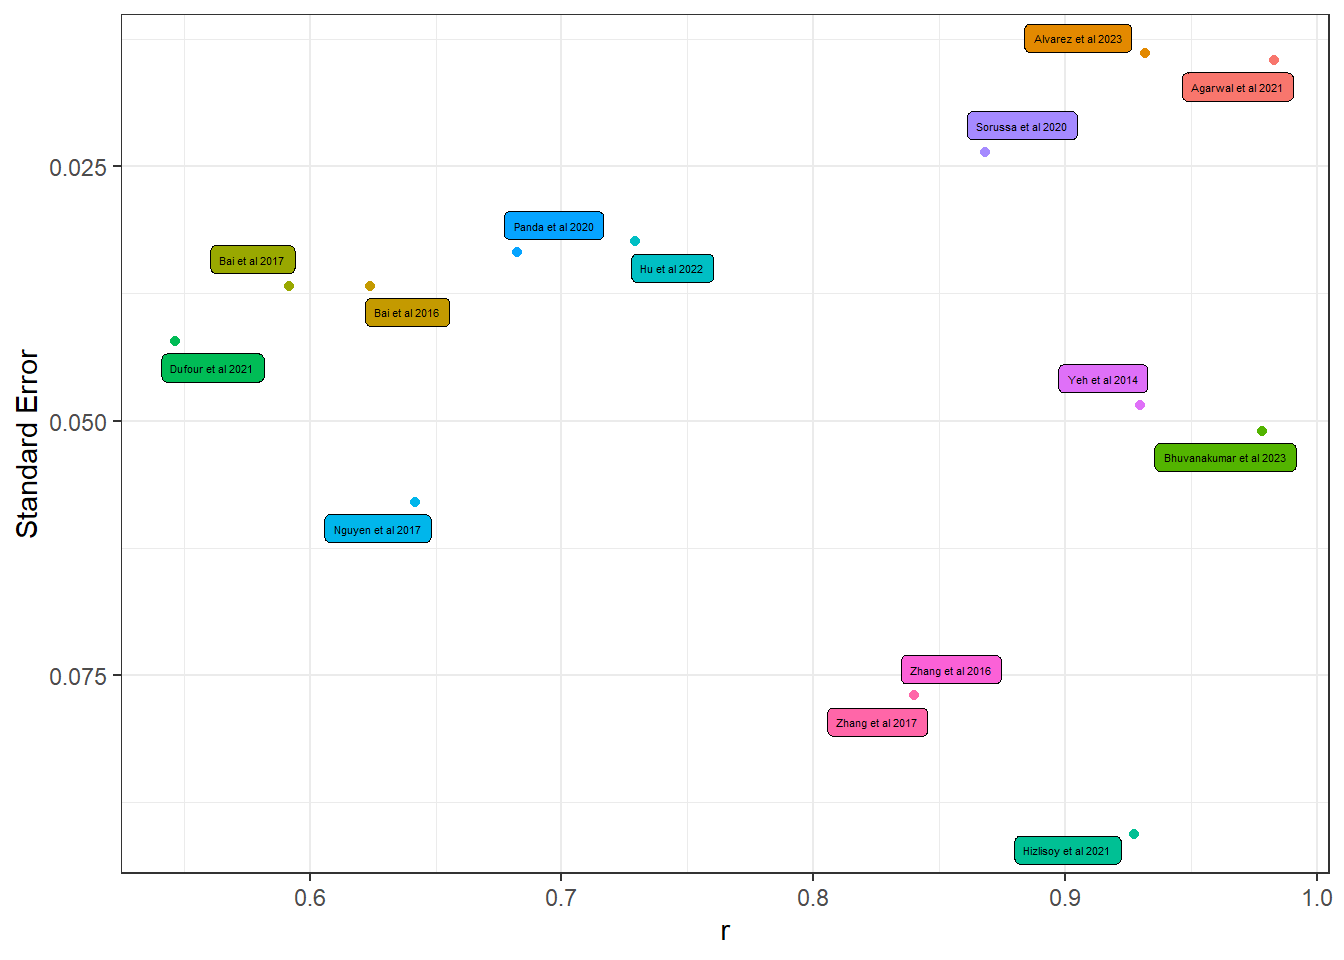 Alvarez et al 2023
Agarwal et al 2021
Sorussa et al 2020
0.025
Panda et al 2020
Bai et al 2017
Hu et al 2022
Bai et al 2016
Dufour et al 2021
Yeh et al 2014
0.050
Standard Error
Bhuvanakumar et al 2023
Nguyen et al 2017
0.075
Zhang et al 2016
Zhang et al 2017
Hizlisoy et al 2021
0.6 0.7 0.8 0.9 1.0
r